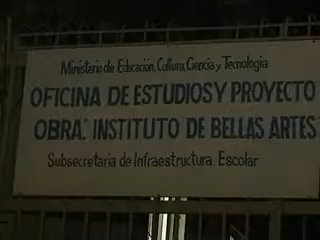 Ministerio de Educación, Cultura, Ciencia y Tecnología
OFICINA DE ESTUDIOS Y PROYECTO
OBRA: INSTITUTO DE BELLAS ARTES
Subsecretaria de Infraestructura Escolar